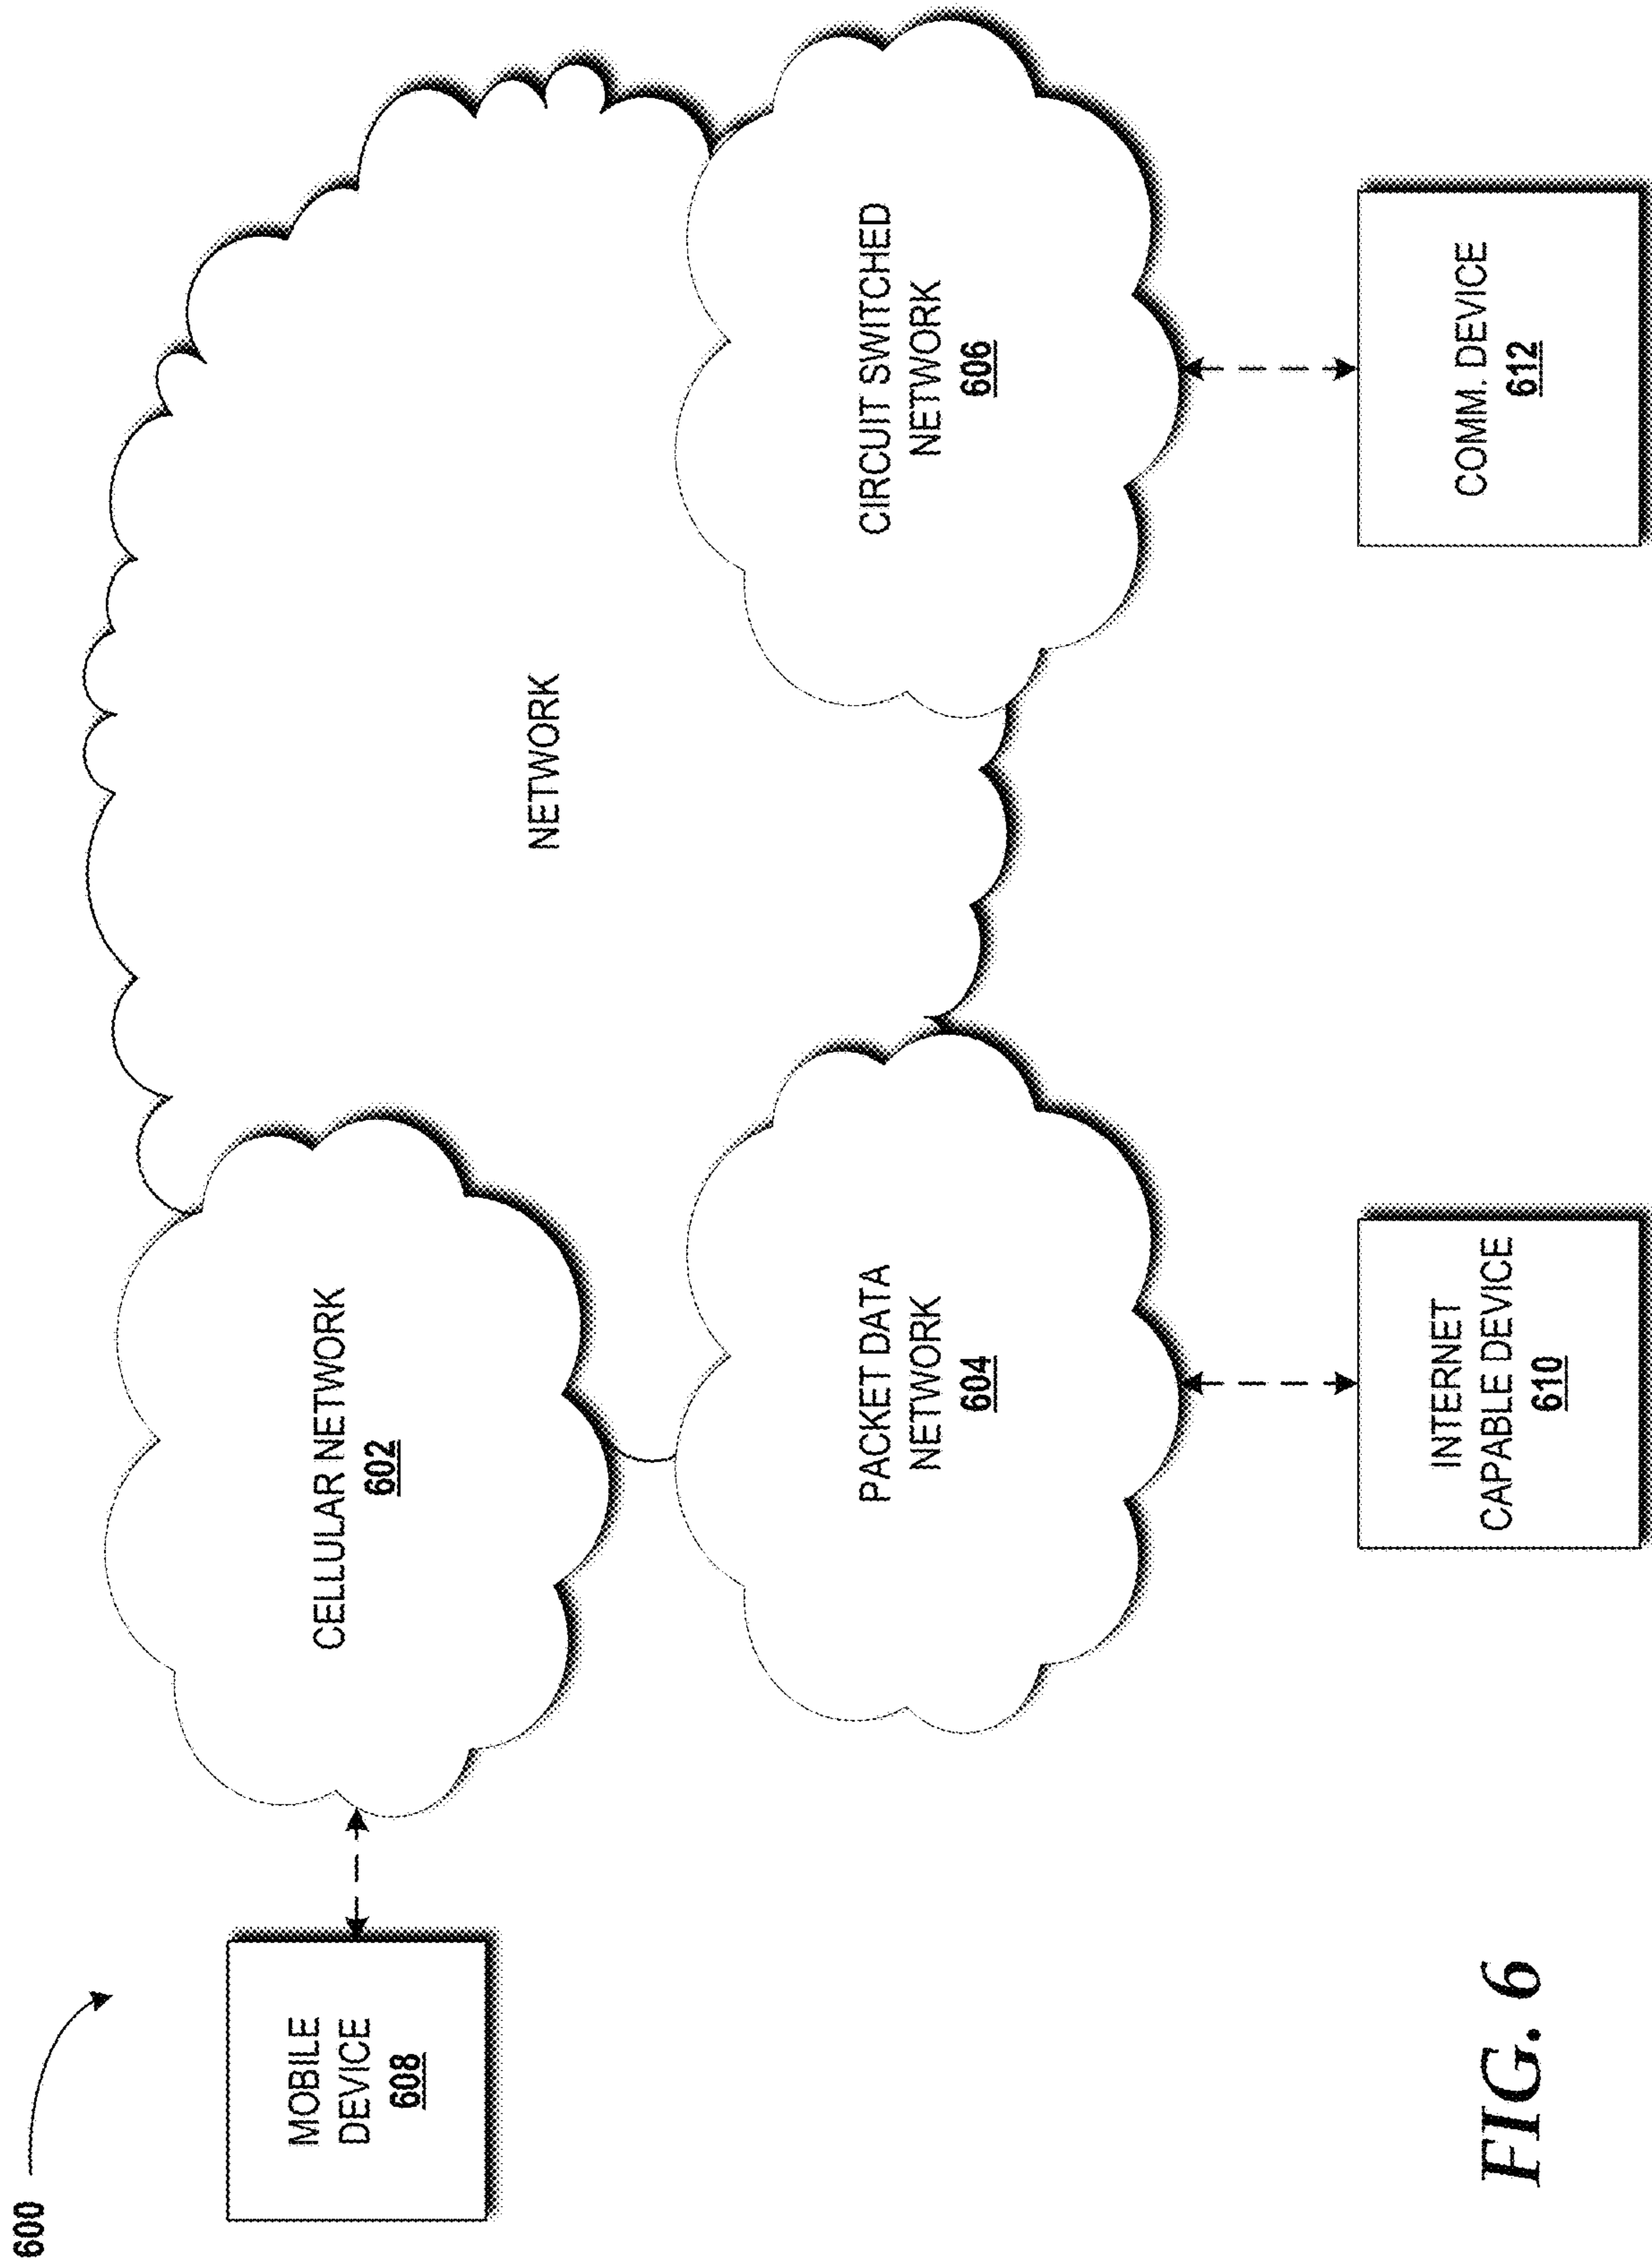 600
MOBILE
DEVICE
608
CELLULAR NETWORK
602
NETWORK
PACKET DATA
NETWORK
604
CIRCUIT SWITCHED
NETWORK
606
INTERNET
CAPABLE DEVICE
610
COMM. DEVICE
612
FIG. 6